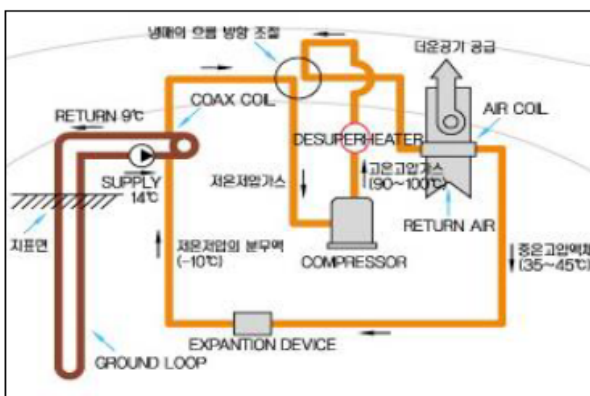 냉매의 흐름 방향 조절
더운공기 공급
RETURN 9℃
COAX COIL
AIR COIL
DESUPERHEATER
SUPPLY
14℃
저온저압가스
고온고압가스
(90~100℃)
RETURN AIR
지표면
저온저압의 분무액
(-10℃)
COMPRESSOR
중온고압액체
(35~45℃)
EXPANTION DEVICE
GROUND LOOP